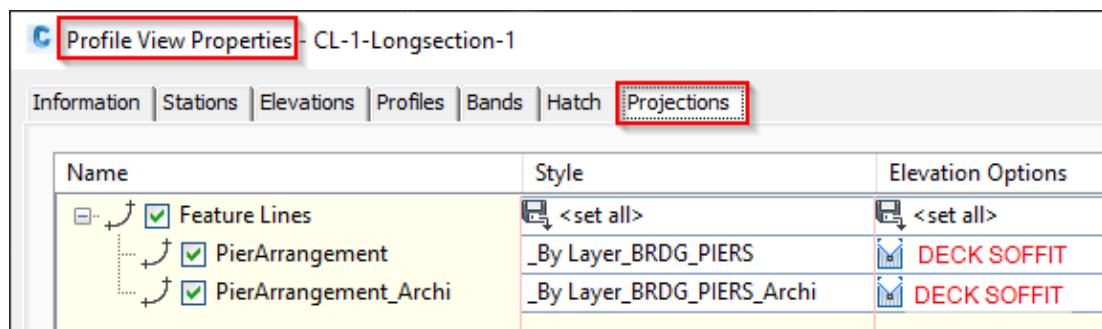 Profile View Properties - CL-1-Longsection-1
Information Stations Elevations Profiles Bands Hatch Projections
Name Style Elevation Options
Feature Lines <set all> <set all>
PierArrangement _By Layer_BRDG_PIERS DECK SOFFIT
PierArrangement_Archi _By Layer_BRDG_PIERS_Archi DECK SOFFIT